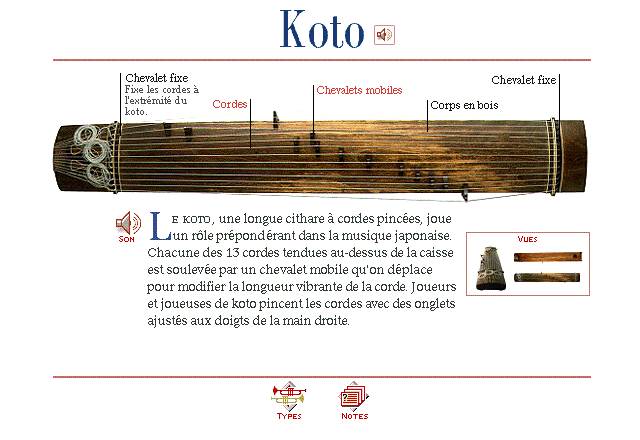 Koto
Chevalet fixe
Fixe les cordes à
l'extrémité du
koto.
Cordes
Chevalets mobiles
Corps en bois
Chevalet fixe
Son
LE KOTO, une longue cithare à cordes pincées, joue
un rôle prépondérant dans la musique japonaise.
Chacune des 13 cordes tendues au-dessus de la caisse
est soulevée par un chevalet mobile qu'on déplace
pour modifier la longueur vibrante de la corde. Joueurs
et joueuses de koto pincent les cordes avec des onglets
ajustés aux doigts de la main droite.
VUES
TYPES
NOTES